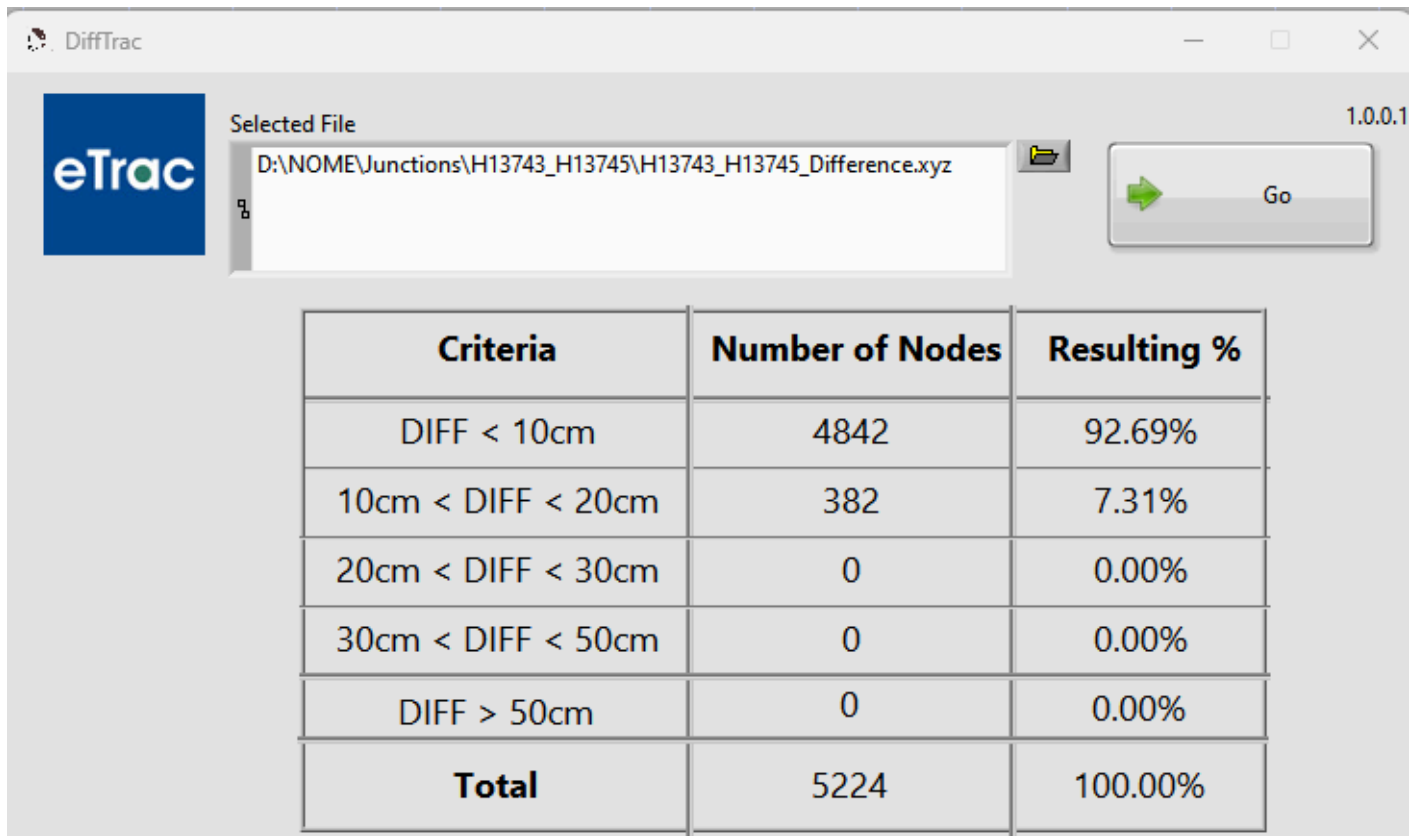 DiffTrac
1.0.0.1
eTrac
Selected File
D:\NOME\Junctions\H13743_H13745\H13743_H13745_Difference.xyz
Go
Criteria Number of Nodes Resulting %
DIFF < 10cm 4842 92.69%
10cm < DIFF < 20cm 382 7.31%
20cm < DIFF < 30cm 0 0.00%
30cm < DIFF < 50cm 0 0.00%
DIFF > 50cm 0 0.00%
Total 5224 100.00%